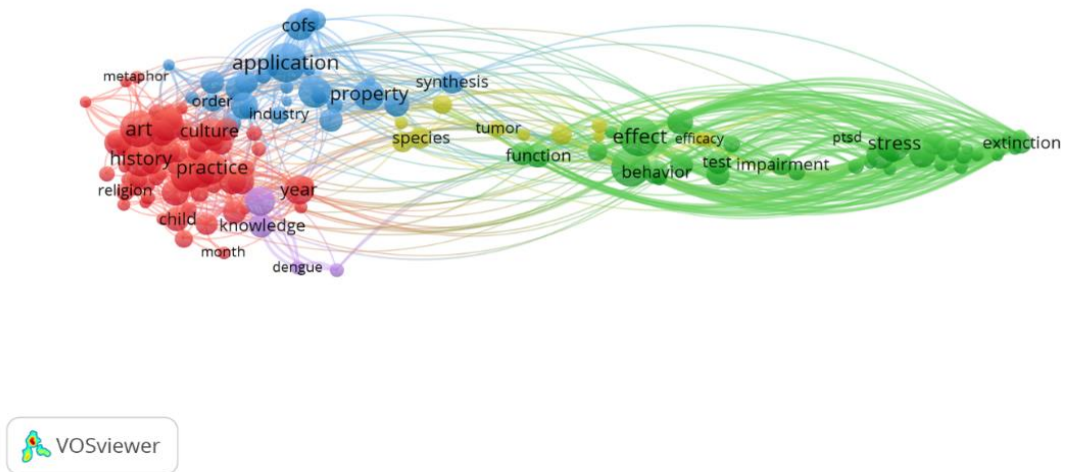 cofs
application
metaphor
synthesis
property
order
industry
art
culture
tumor
species
effect
efficacy
ptsd
stress
extinction
history
function
practice
behavior
test
impairment
religion
year
child
knowledge
month
dengue
VOSviewer